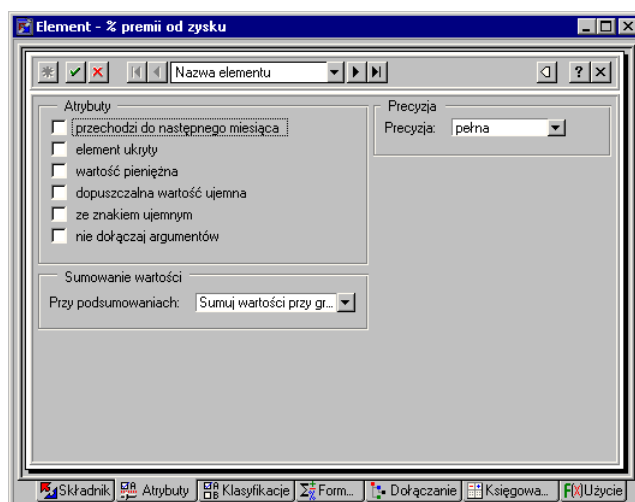 Element - % premii od zysku
Nazwa elementu
Atrybuty
przechodzi do następnego miesiąca
element ukryty
wartość pieniężna
dopuszczalna wartość ujemna
ze znakiem ujemnym
nie dołączaj argumentów
Precyzja
Precyzja: pełna
Sumowanie wartości
Przy podsumowaniach: Sumuj wartości przy gr...
Składnik Atrybuty Klasyfikacje Form... Dołączanie Księgowa... F(x) Użycie